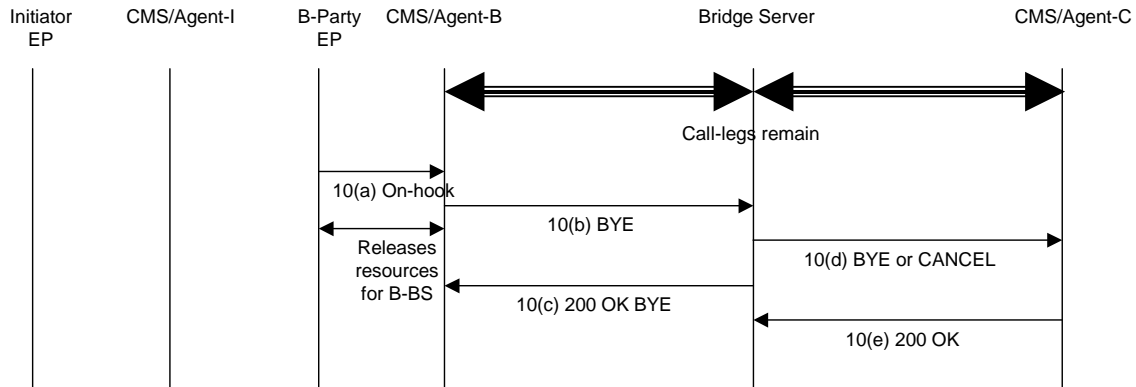 Initiator
EP
CMS/Agent-I
B-Party
EP
CMS/Agent-B
Bridge Server
CMS/Agent-C
Call-legs remain
10(a) On-hook
10(b) BYE
Releases
resources
for B-BS
10(d) BYE or CANCEL
10(c) 200 OK BYE
10(e) 200 OK